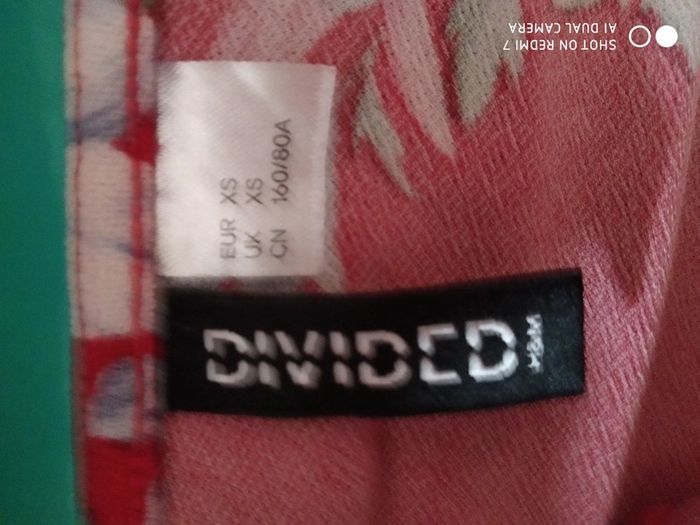 EUR XS
UK XS
CN 160/80A
DIVIDED
H&M
SHOT ON REDMI 7
AI DUAL CAMERA